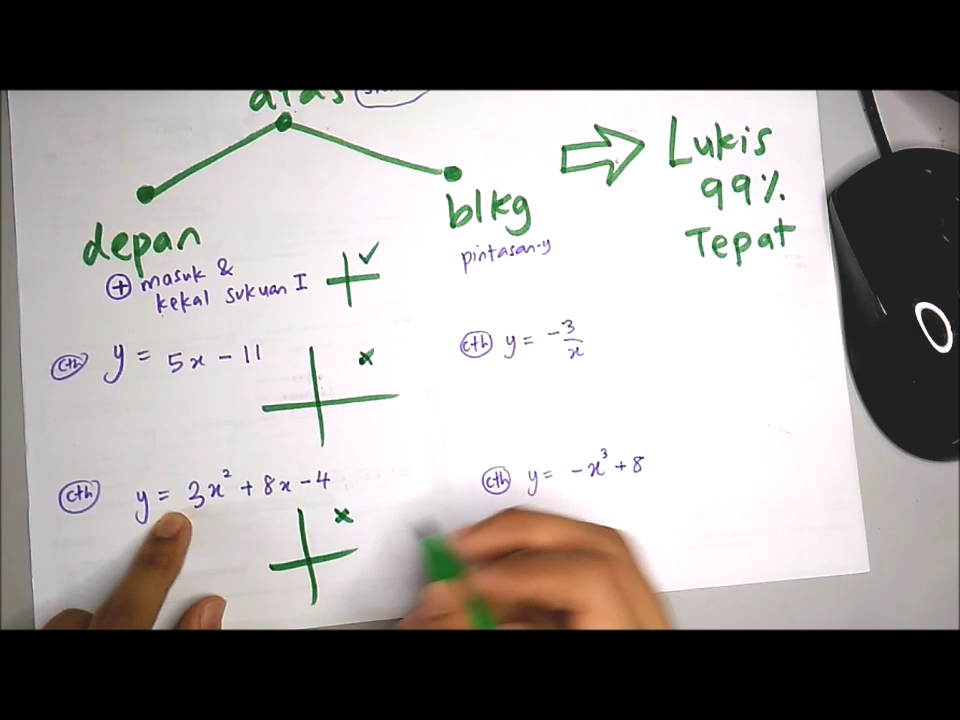 atas
depan
blkg
Lukis
99%
Tepat
+ masuk &
kekal sukuan I
pintasan-y
cth y = 5x - 11
cth y = -3/x
cth y = 3x² + 8x - 4
cth y = -x³ + 8